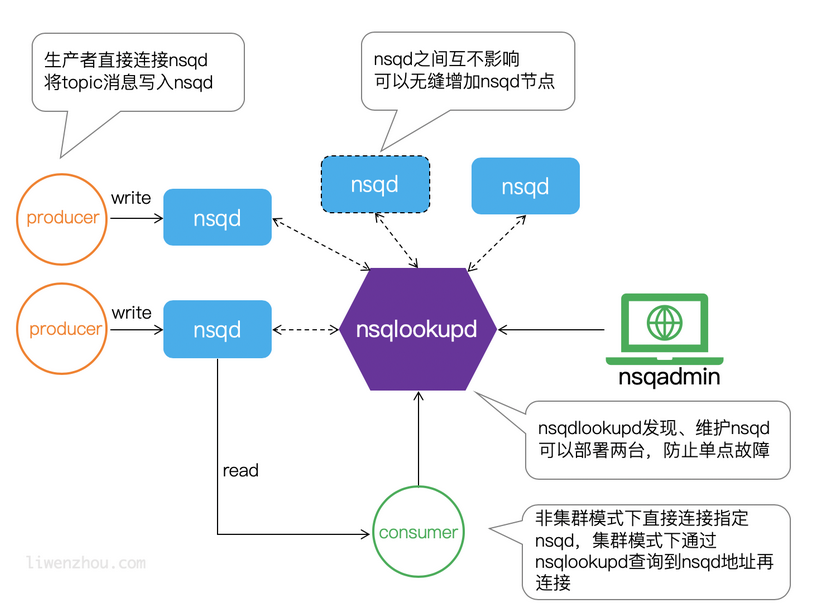 生产者直接连接nsqd
将topic消息写入nsqd
nsqd之间互不影响
可以无缝增加nsqd节点
nsqd
nsqd
producer
write
nsqd
producer
write
nsqd
nsqlookupd
nsqadmin
nsqdlookupd发现、维护nsqd
可以部署两台，防止单点故障
read
consumer
非集群模式下直接连接指定
nsqd，集群模式下通过
nsqlookupd查询到nsqd地址再
连接
liwenzhou.com